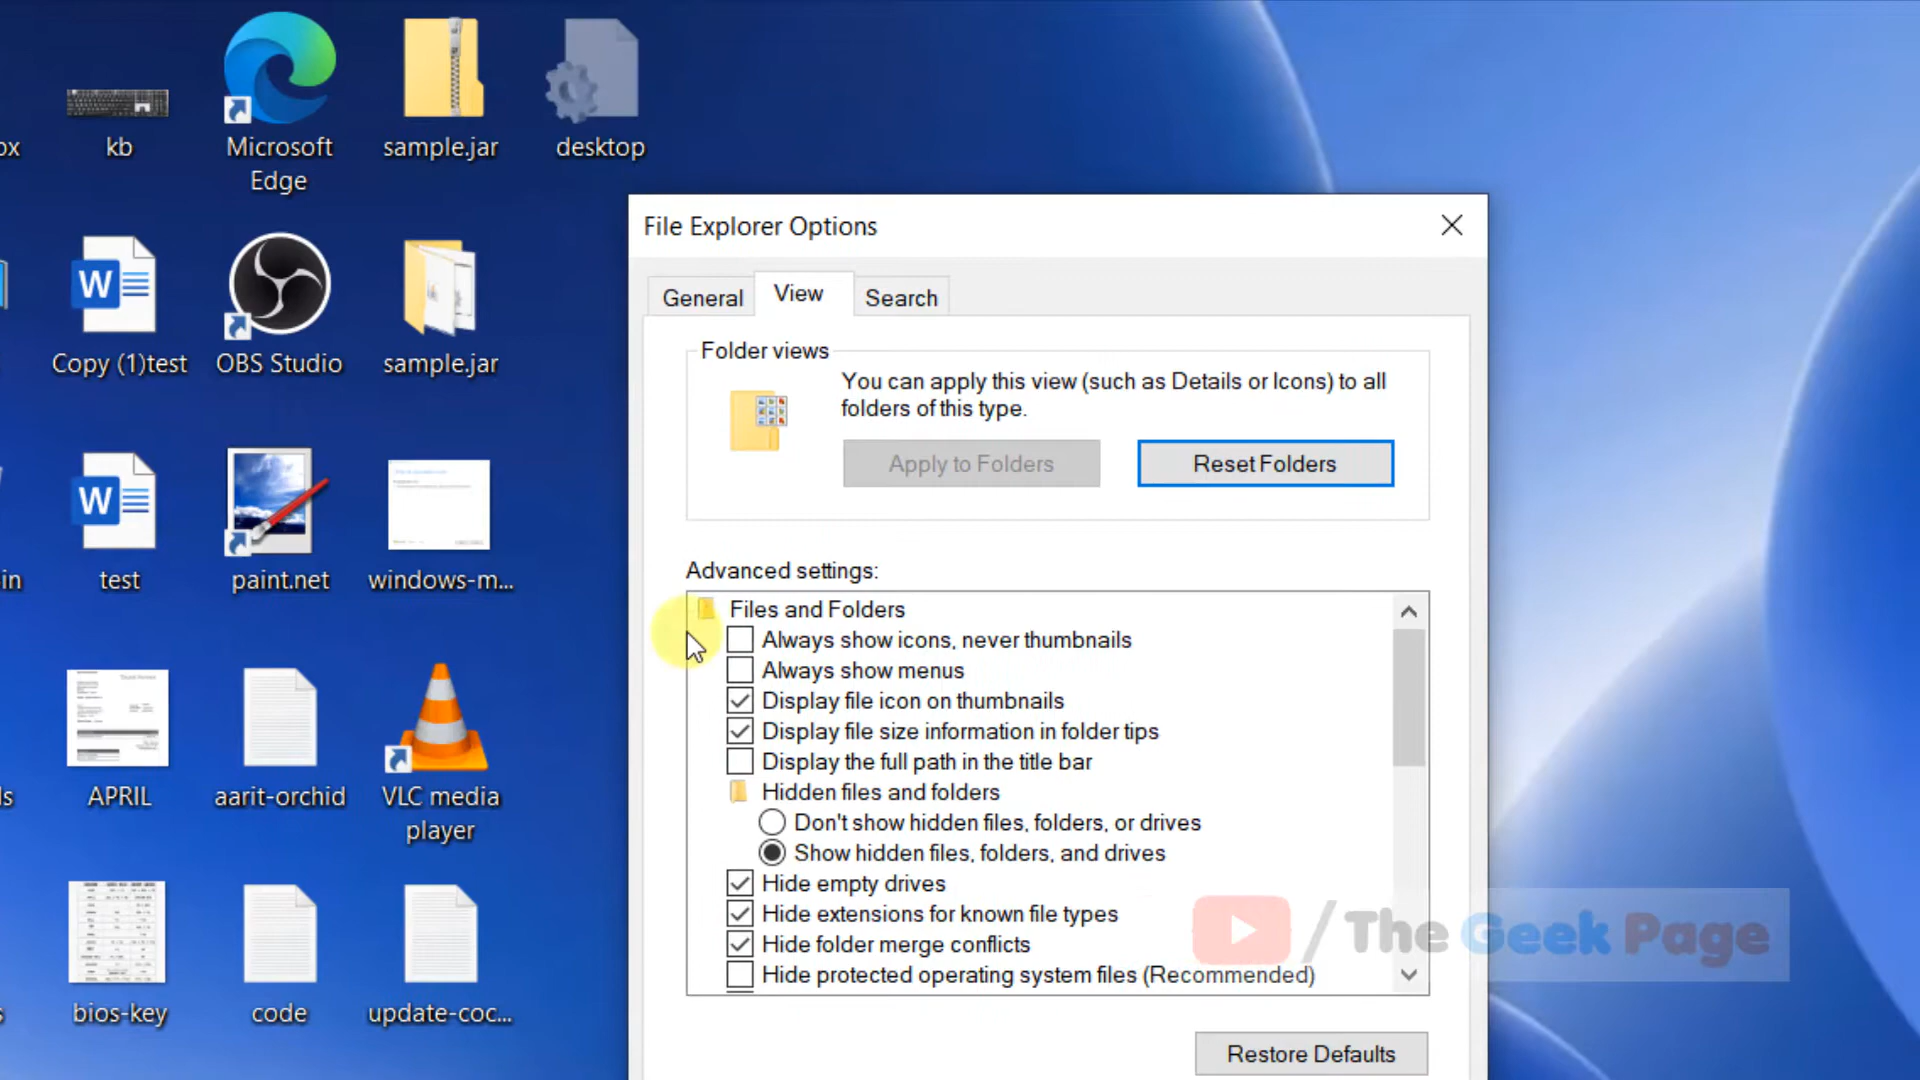 ox
kb
Microsoft
Edge
sample.jar
desktop
File Explorer Options
General
View
Search
Folder views
You can apply this view (such as Details or Icons) to all
folders of this type.
Apply to Folders
Reset Folders
W
Copy (1)test
OBS Studio
sample.jar
in
W
test
paint.net
windows-m...
Advanced settings:
Files and Folders
Always show icons, never thumbnails
Always show menus
Display file icon on thumbnails
Display file size information in folder tips
Display the full path in the title bar
Hidden files and folders
Don't show hidden files, folders, or drives
Show hidden files, folders, and drives
Hide empty drives
Hide extensions for known file types
Hide folder merge conflicts
Hide protected operating system files (Recommended)
ls
APRIL
aarit-orchid
VLC media
player
s
bios-key
code
update-coc...
/The Geek Page
Restore Defaults